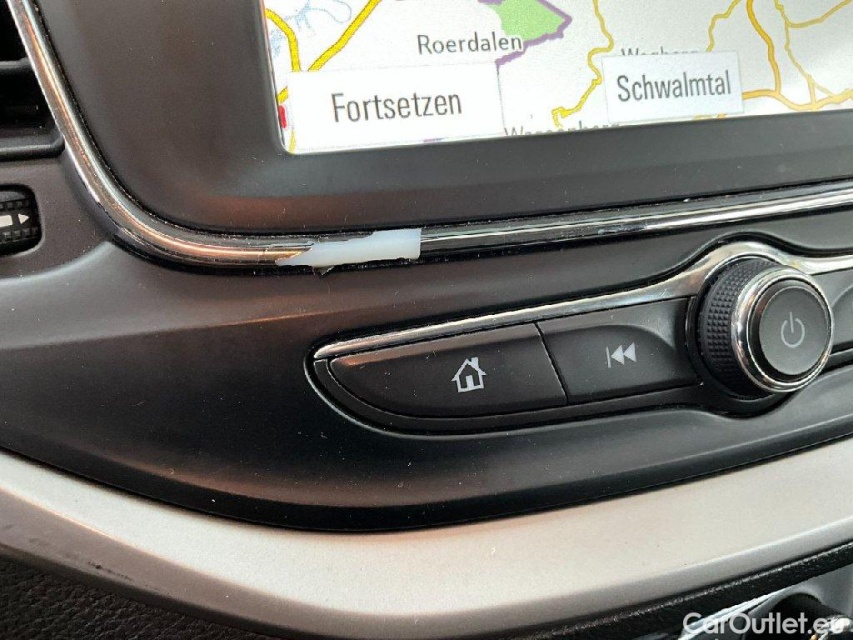 Roerdalen
Fortsetzen
Schwalmtal
CarOutlet.eu